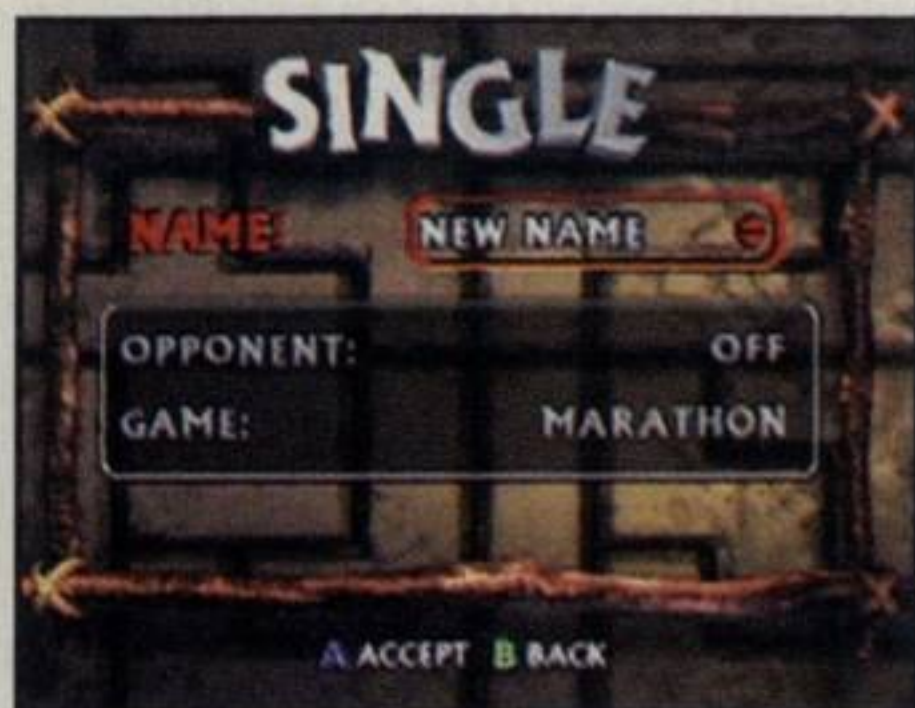 SINGLE
NAME: NEW NAME
OPPONENT: OFF
GAME: MARATHON
A ACCEPT B BACK